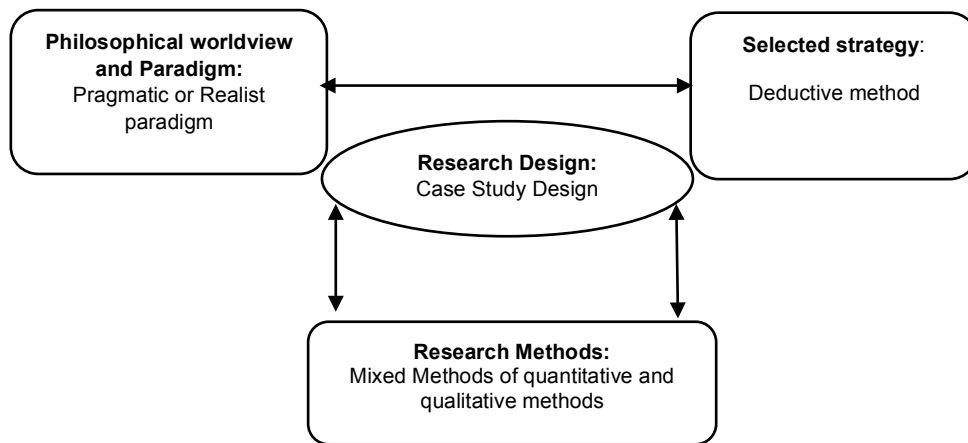 Philosophical worldview
and Paradigm:
Pragmatic or Realist
paradigm
Selected strategy:
Deductive method
Research Design:
Case Study Design
Research Methods:
Mixed Methods of quantitative and
qualitative methods